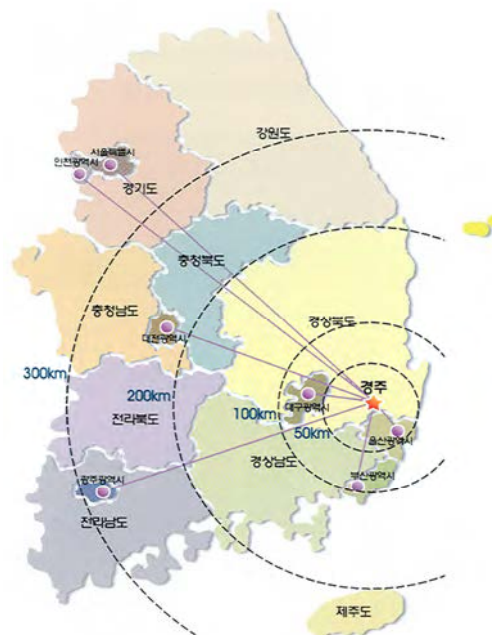 강원도
서울특별시
인천광역시
경기도
충청북도
충청남도
경상북도
대전광역시
300km
경주
200km
대구광역시
100km
전라북도
50km
울산광역시
경상남도
광주광역시
부산광역시
전라남도
제주도